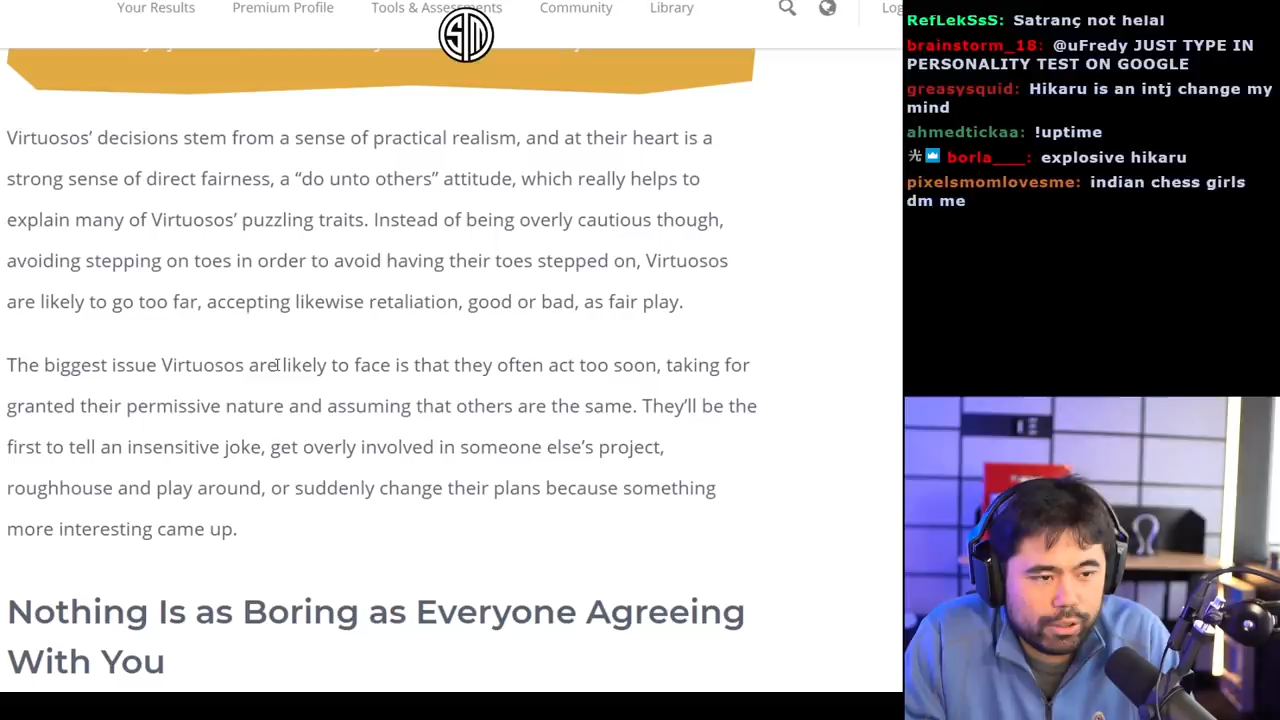 Your Results
Premium Profile
Tools & Assessments
Community
Library
Log
Virtuosos’ decisions stem from a sense of practical realism, and at their heart is a
strong sense of direct fairness, a “do unto others” attitude, which really helps to
explain many of Virtuosos’ puzzling traits. Instead of being overly cautious though,
avoiding stepping on toes in order to avoid having their toes stepped on, Virtuosos
are likely to go too far, accepting likewise retaliation, good or bad, as fair play.
The biggest issue Virtuosos are likely to face is that they often act too soon, taking for
granted their permissive nature and assuming that others are the same. They’ll be the
first to tell an insensitive joke, get overly involved in someone else’s project,
roughhouse and play around, or suddenly change their plans because something
more interesting came up.
Nothing Is as Boring as Everyone Agreeing
With You
RefLekSsS: Satranç not helal
brainstorm_18: @uFredy JUST TYPE IN
PERSONALITY TEST ON GOOGLE
greasysquid: Hikaru is an intj change my
mind
ahmedtickaa: !uptime
borla____: explosive hikaru
pixelsmomlovesme: indian chess girls
dm me